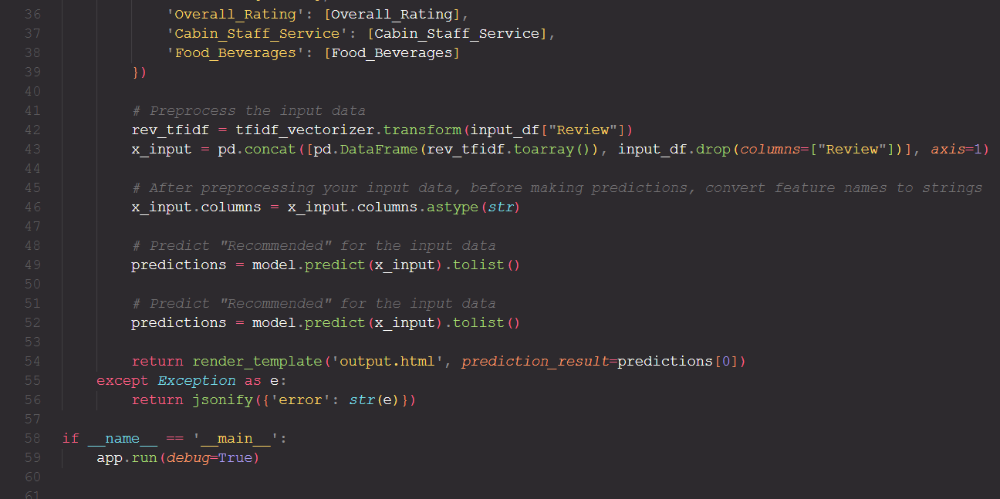 36 'Overall_Rating': [Overall_Rating],
37 'Cabin_Staff_Service': [Cabin_Staff_Service],
38 'Food_Beverages': [Food_Beverages]
39 })
40
41 # Preprocess the input data
42 rev_tfidf = tfidf_vectorizer.transform(input_df["Review"])
43 x_input = pd.concat([pd.DataFrame(rev_tfidf.toarray()), input_df.drop(columns=["Review"])], axis=1)
44
45 # After preprocessing your input data, before making predictions, convert feature names to strings
46 x_input.columns = x_input.columns.astype(str)
47
48 # Predict "Recommended" for the input data
49 predictions = model.predict(x_input).tolist()
50
51 # Predict "Recommended" for the input data
52 predictions = model.predict(x_input).tolist()
53
54 return render_template('output.html', prediction_result=predictions[0])
55 except Exception as e:
56 return jsonify({'error': str(e)})
57
58 if __name__ == '__main__':
59 app.run(debug=True)
60
61